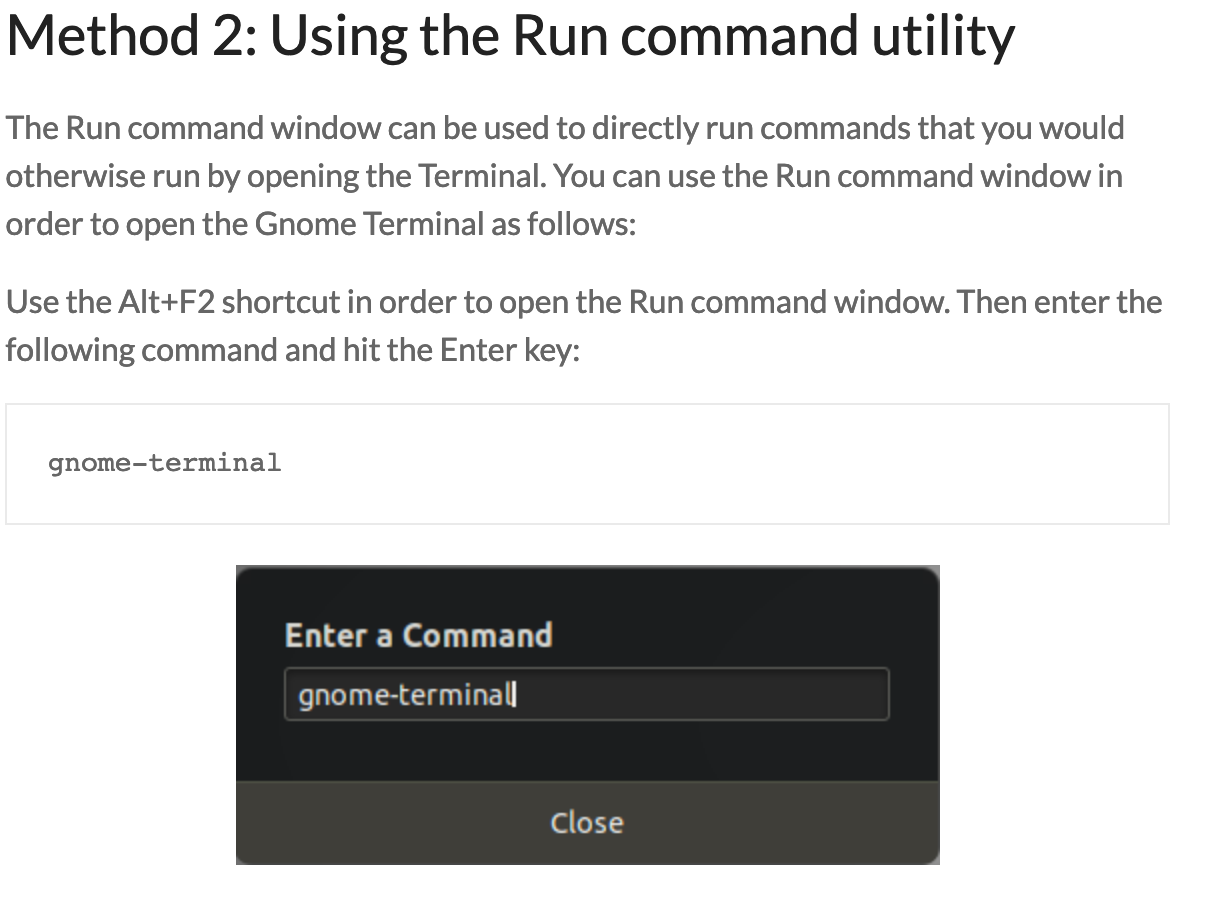 Method 2: Using the Run command utility
The Run command window can be used to directly run commands that you would
otherwise run by opening the Terminal. You can use the Run command window in
order to open the Gnome Terminal as follows:
Use the Alt+F2 shortcut in order to open the Run command window. Then enter the
following command and hit the Enter key:
gnome-terminal
Enter a Command
gnome-terminal
Close